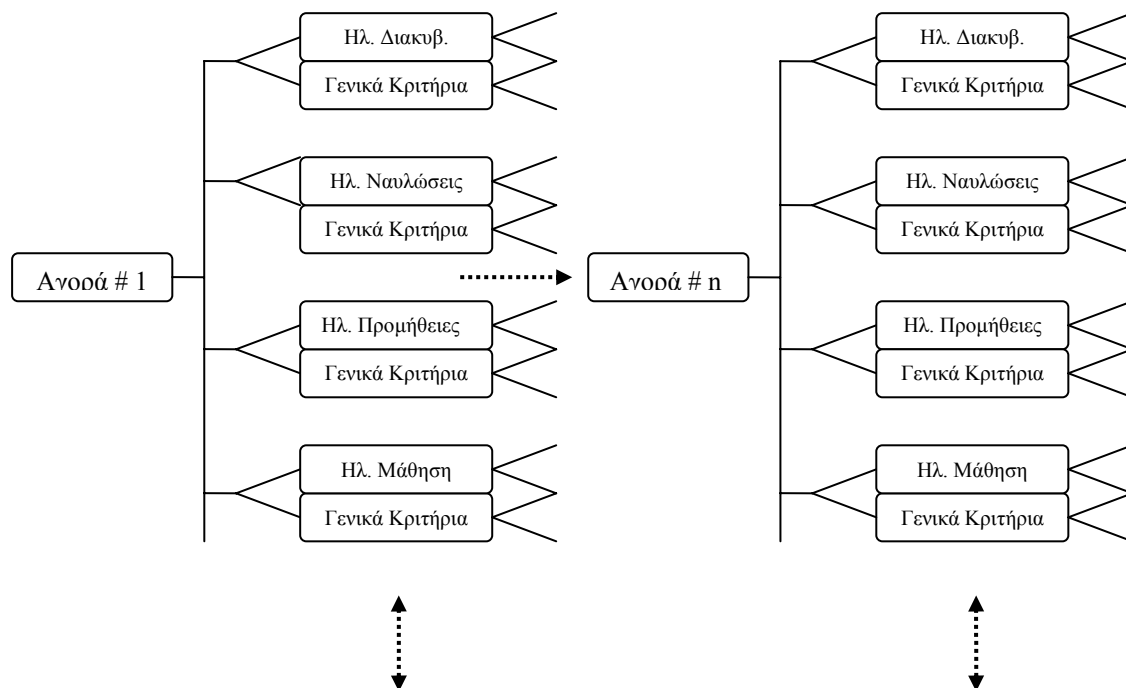 Ηλ. Διακυβ.
Γενικά Κριτήρια
Ηλ. Ναυλώσεις
Γενικά Κριτήρια
Αγορά # 1
Ηλ. Προμήθειες
Γενικά Κριτήρια
Ηλ. Μάθηση
Γενικά Κριτήρια
Ηλ. Διακυβ.
Γενικά Κριτήρια
Ηλ. Ναυλώσεις
Γενικά Κριτήρια
Αγορά # n
Ηλ. Προμήθειες
Γενικά Κριτήρια
Ηλ. Μάθηση
Γενικά Κριτήρια